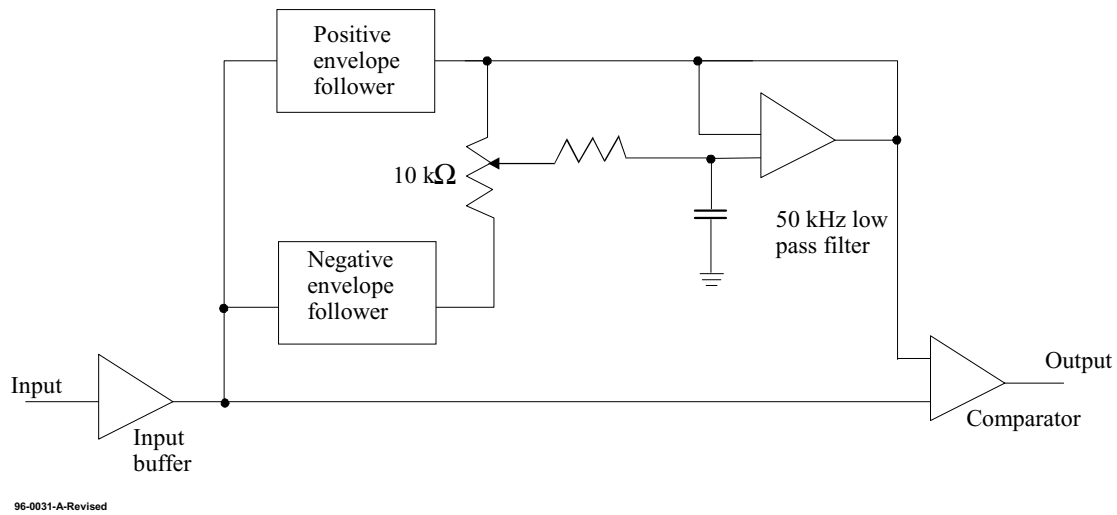 Positive
envelope
follower
10 kΩ
50 kHz low
pass filter
Negative
envelope
follower
Input
Input
buffer
Output
Comparator
96-0031-A-Revised